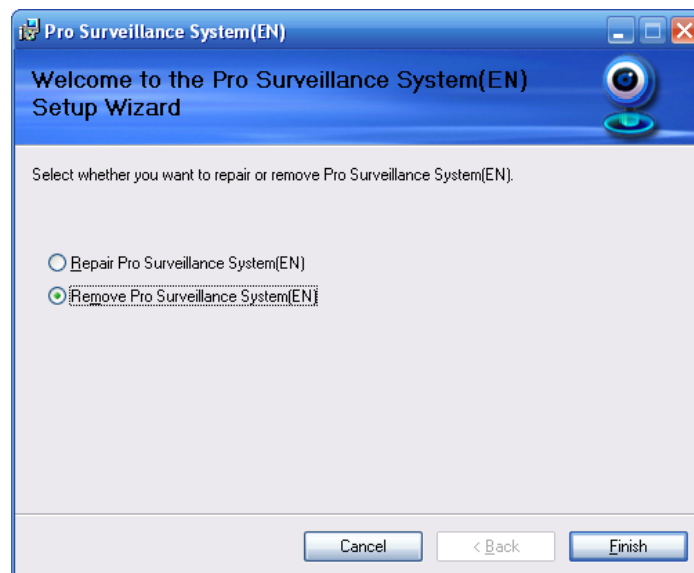 Pro Surveillance System(EN)
Welcome to the Pro Surveillance System(EN)
Setup Wizard
Select whether you want to repair or remove Pro Surveillance System(EN).
Repair Pro Surveillance System(EN)
Remove Pro Surveillance System(EN)
Cancel
< Back
Finish